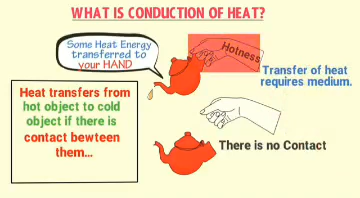 WHAT IS CONDUCTION OF HEAT?
Some Heat Energy
transferred to
your HAND
Hotness
Transfer of heat
requires medium.
Heat transfers from
hot object to cold
object if there is
contact bewteen
them...
There is no Contact